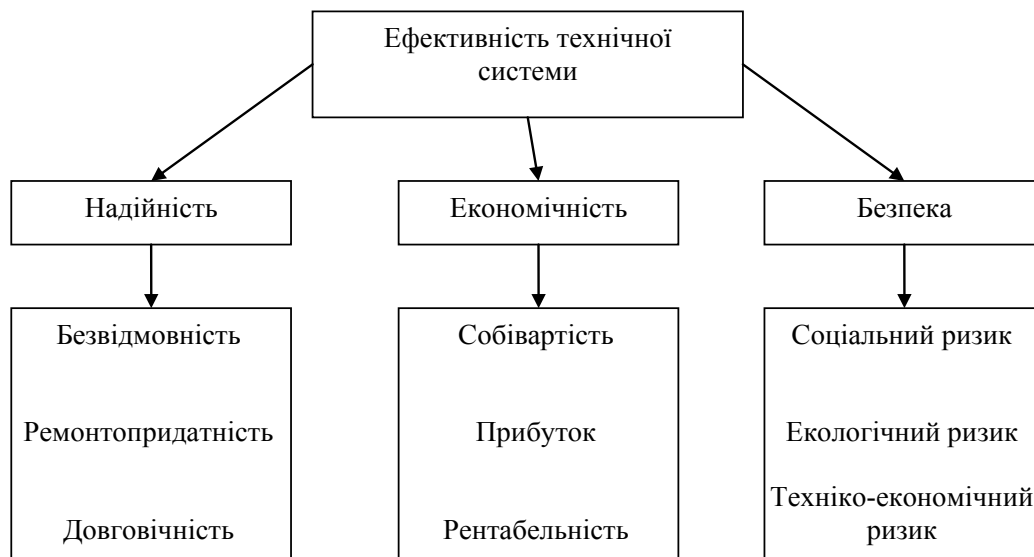 Ефективність технічної
системи
Надійність
Економічність
Безпека
Безвідмовність
Ремонтопридатність
Довговічність
Собівартість
Прибуток
Рентабельність
Соціальний ризик
Екологічний ризик
Техніко-економічний
ризик